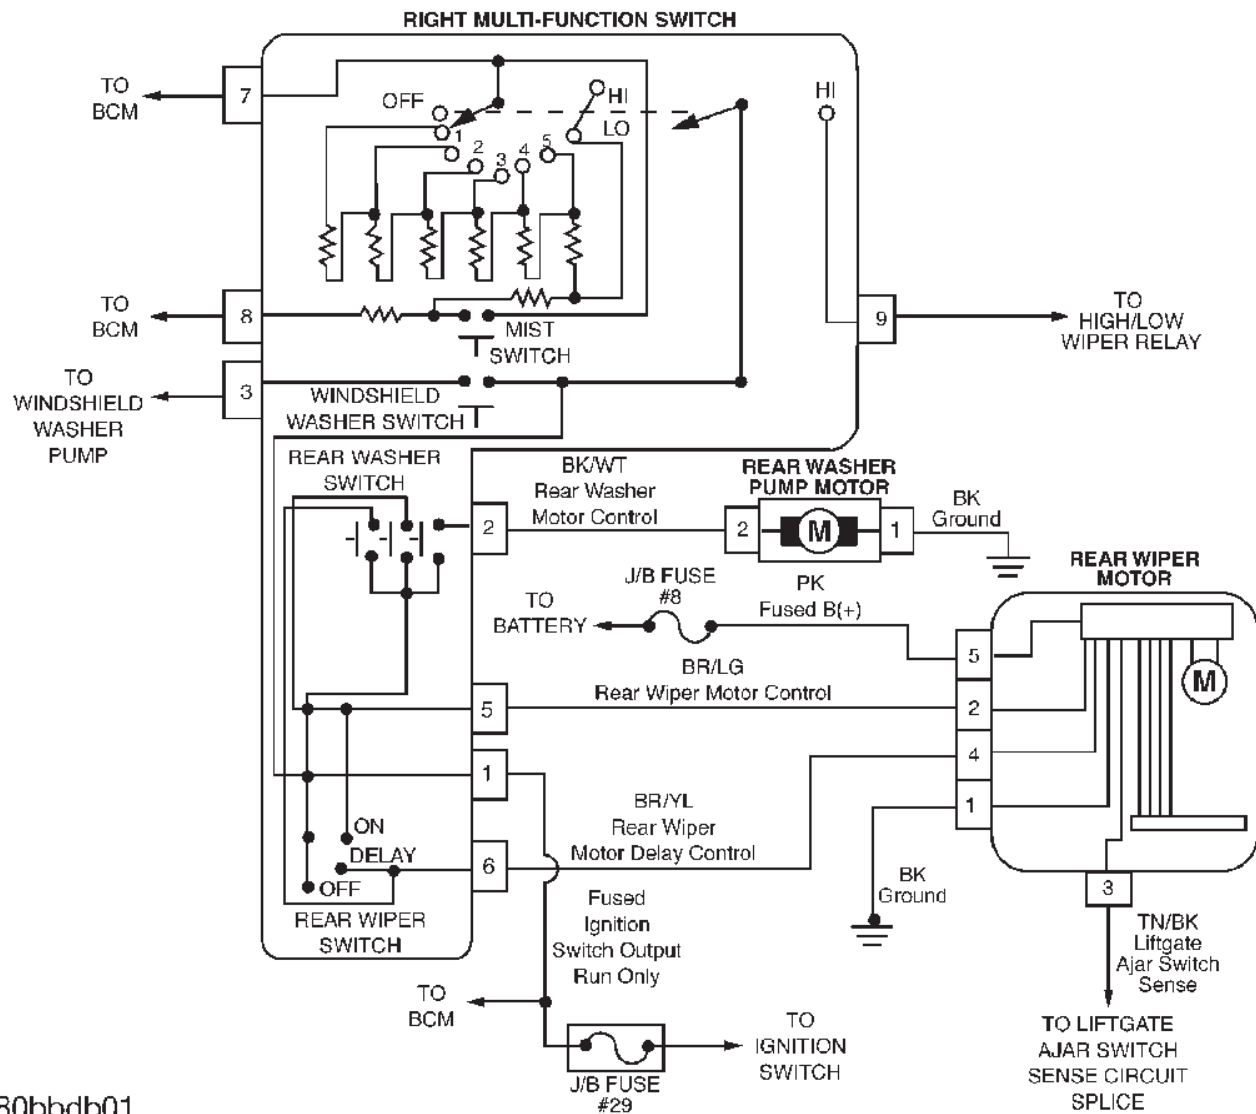 RIGHT MULTI-FUNCTION SWITCH
TO
BCM
7
OFF
HI
LO
HI
1
2
3
4
5
TO
BCM
8
MIST
SWITCH
9
TO
HIGH/LOW
WIPER RELAY
TO
WINDSHIELD
WASHER
PUMP
3
WINDSHIELD
WASHER SWITCH
REAR WASHER
SWITCH
2
BK/WT
Rear Washer
Motor Control
REAR WASHER
PUMP MOTOR
2
M
1
BK
Ground
J/B FUSE
#8
TO
BATTERY
PK
Fused B(+)
REAR WIPER
MOTOR
5
M
5
BR/LG
Rear Wiper Motor Control
2
1
4
BR/YL
Rear Wiper
Motor Delay Control
1
ON
DELAY
OFF
6
REAR WIPER
SWITCH
Fused
Ignition
Switch Output
Run Only
BK
Ground
3
TN/BK
Liftgate
Ajar Switch
Sense
TO
BCM
TO
IGNITION
SWITCH
J/B FUSE
#29
TO LIFTGATE
AJAR SWITCH
SENSE CIRCUIT
SPLICE